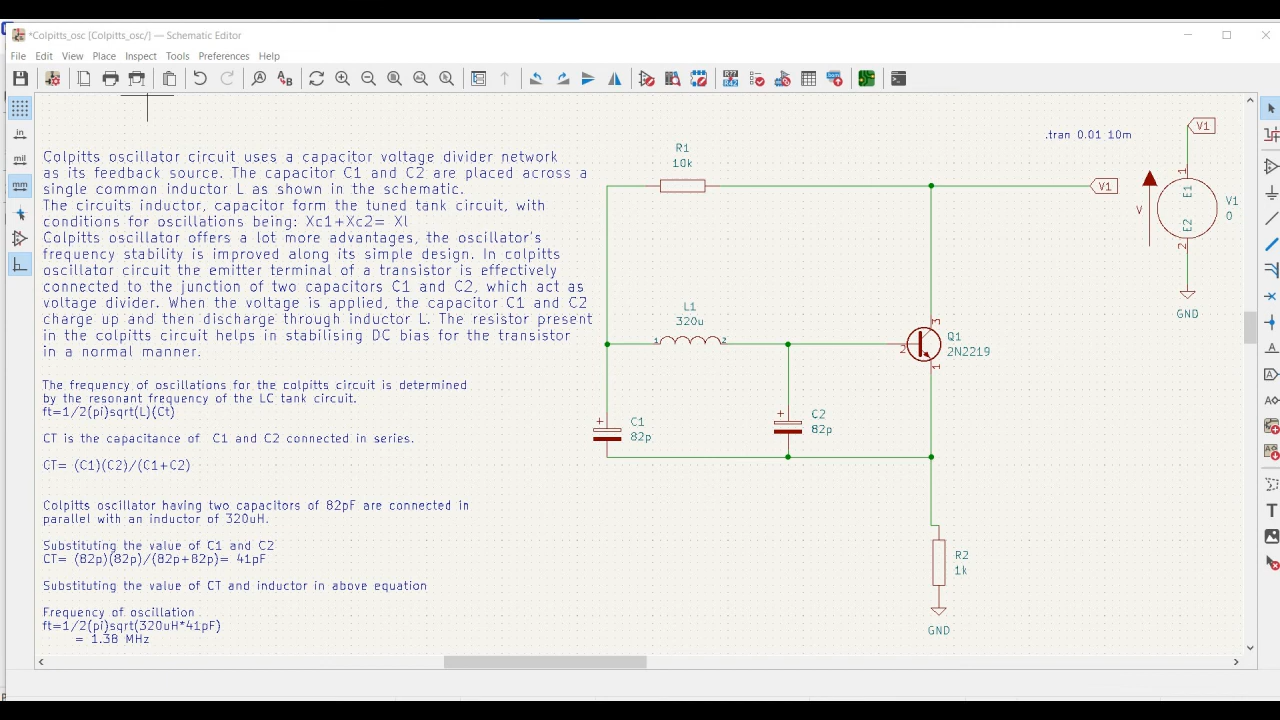 *Colpitts_osc [Colpitts_osc/] — Schematic Editor
File Edit View Place Inspect Tools Preferences Help
in
mil
mm
Colpitts oscillator circuit uses a capacitor voltage divider network
as its feedback source. The capacitor C1 and C2 are placed across a
single common inductor L as shown in the schematic.
The circuits inductor, capacitor form the tuned tank circuit, with
conditions for oscillations being: Xc1+Xc2= Xl
Colpitts oscillator offers a lot more advantages, the oscillator's
frequency stability is improved along its simple design. In colpitts
oscillator circuit the emitter terminal of a transistor is effectively
connected to the junction of two capacitors C1 and C2, which act as
voltage divider. When the voltage is applied, the capacitor C1 and C2
charge up and then discharge through inductor L. The resistor present
in the colpitts circuit helps in stabilising DC bias for the transistor
in a normal manner.
The frequency of oscillations for the colpitts circuit is determined
by the resonant frequency of the LC tank circuit.
ft=1/2(pi)sqrt(L)(Ct)
CT is the capacitance of C1 and C2 connected in series.
CT= (C1)(C2)/(C1+C2)
Colpitts oscillator having two capacitors of 82pF are connected in
parallel with an inductor of 320uH.
Substituting the value of C1 and C2
CT= (82p)(82p)/(82p+82p)= 41pF
Substituting the value of CT and inductor in above equation
Frequency of oscillation
ft=1/2(pi)sqrt(320uH*41pF)
= 1.38 MHz
R1
10k
L1
320u
1
2
+
C1
82p
+
C2
82p
V1
3
2
1
Q1
2N2219
R2
1k
GND
.tran 0.01 10m
V1
1
E1
E2
2
V
V1
0
GND